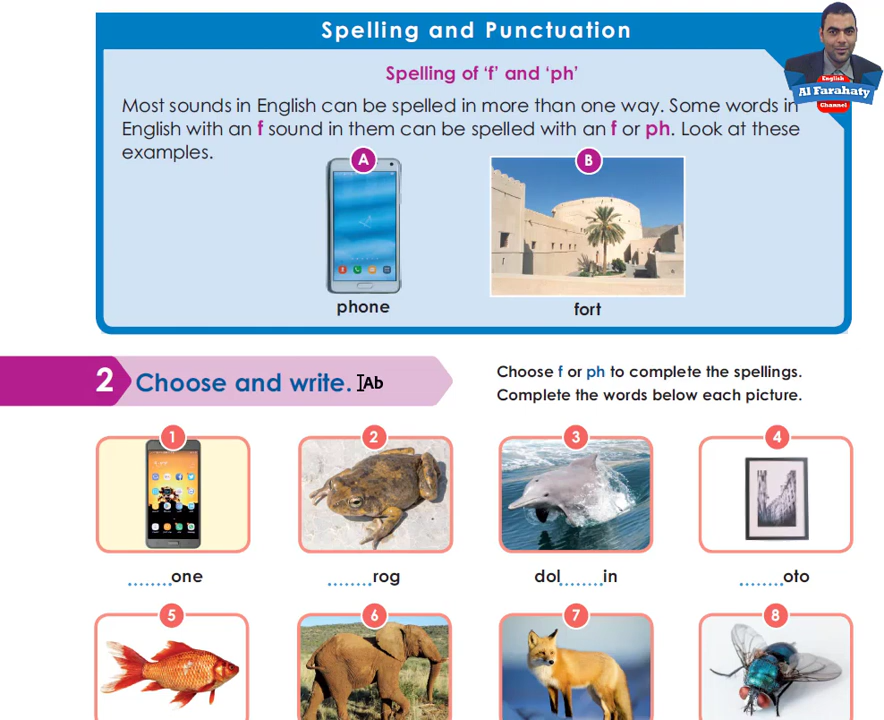 Spelling and Punctuation
Spelling of ‘f’ and ‘ph’
English
Al Farahaty
Channel
Most sounds in English can be spelled in more than one way. Some words in
English with an f sound in them can be spelled with an f or ph. Look at these
examples.
A
B
phone
fort
2 Choose and write. Ab
Choose f or ph to complete the spellings.
Complete the words below each picture.
1 2 3 4
........one ........rog dol........in ........oto
5 6 7 8